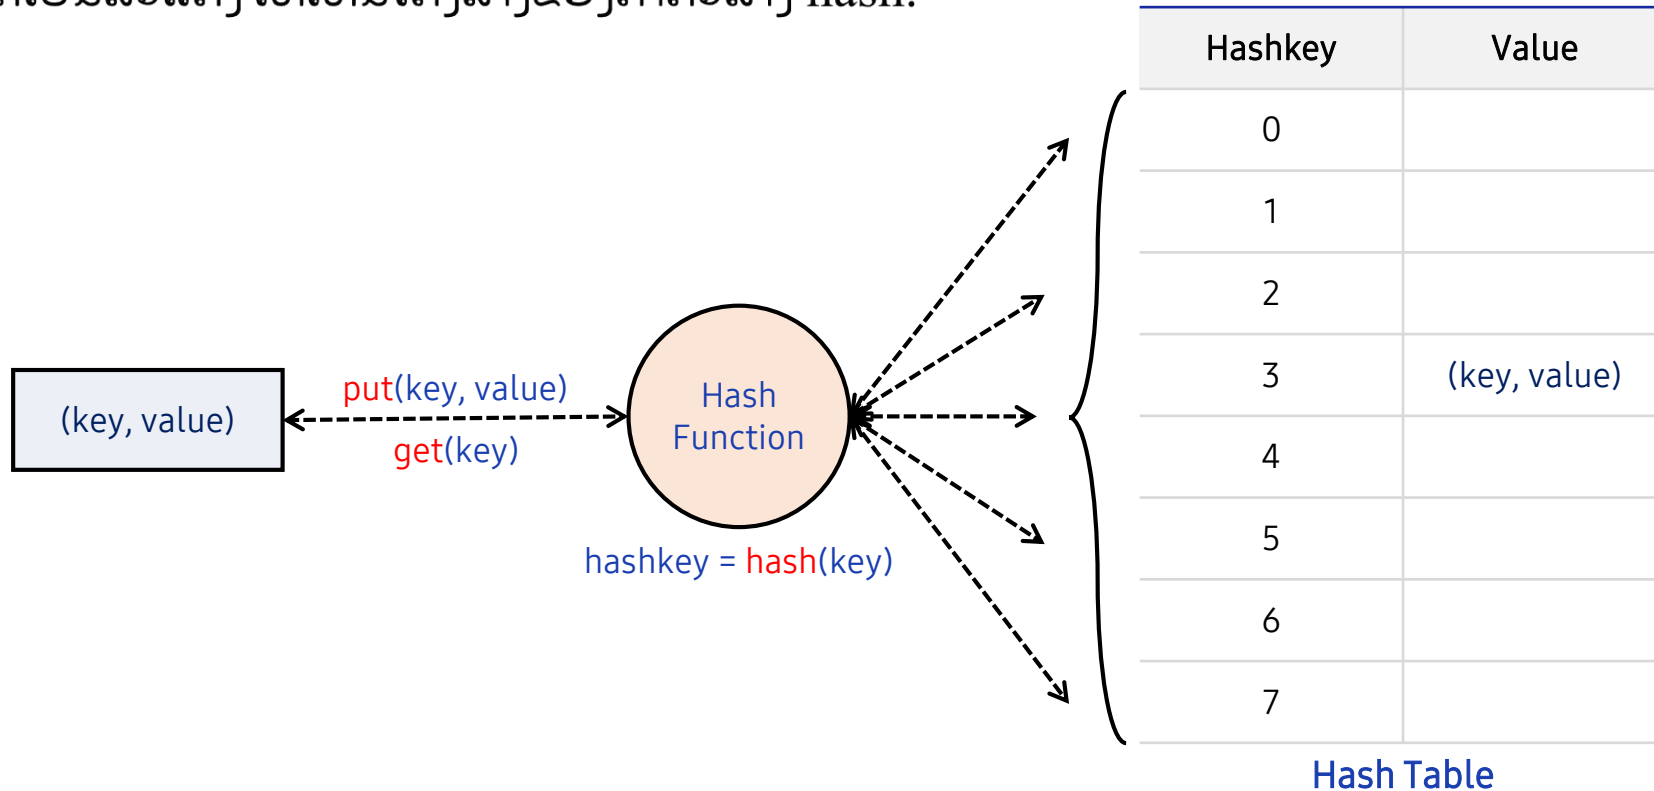 hash.
Hashkey Value
0
1
2
3 (key, value)
4
5
6
7
Hash Table
(key, value)
put(key, value)
get(key)
Hash
Function
hashkey = hash(key)